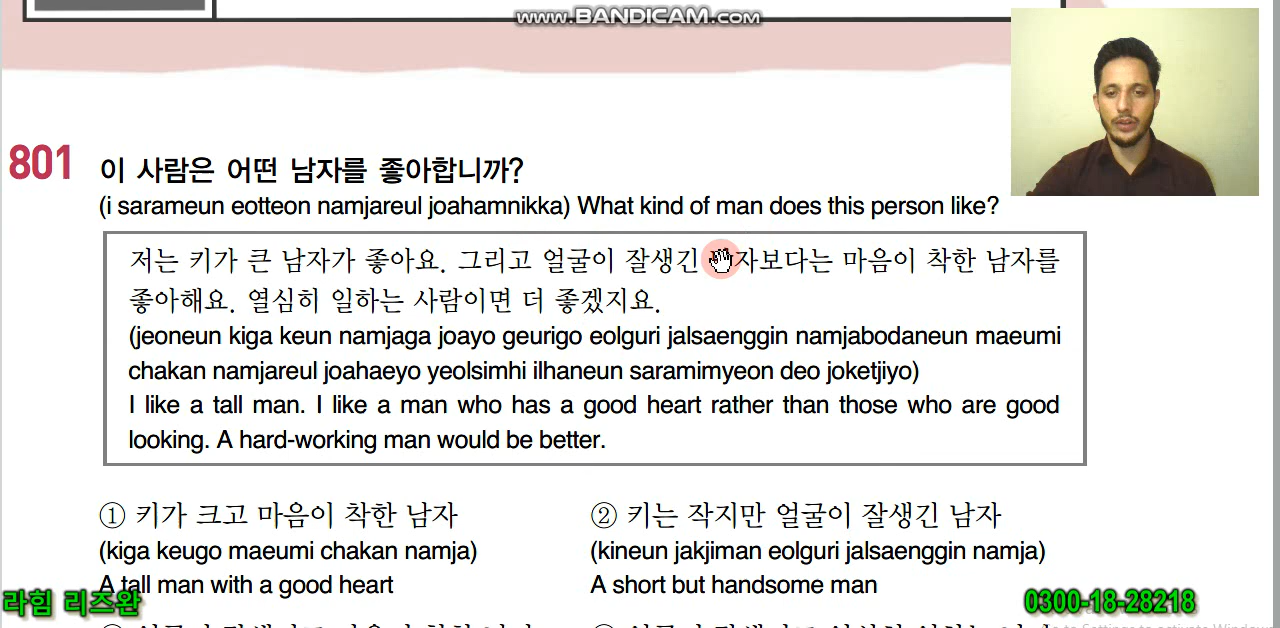 www.BANDICAM.com
801 이 사람은 어떤 남자를 좋아합니까?
(i sarameun eotteon namjareul joahamnikka) What kind of man does this person like?
저는 키가 큰 남자가 좋아요. 그리고 얼굴이 잘생긴 남자보다는 마음이 착한 남자를
좋아해요. 열심히 일하는 사람이면 더 좋겠지요.
(jeoneun kiga keun namjaga joayo geurigo eolguri jalsaenggin namjabodaneun maeumi
chakan namjareul joahaeyo yeolsimhi ilhaneun saramimyeon deo joketjiyo)
I like a tall man. I like a man who has a good heart rather than those who are good
looking. A hard-working man would be better.
① 키가 크고 마음이 착한 남자
(kiga keugo maeumi chakan namja)
A tall man with a good heart
② 키는 작지만 얼굴이 잘생긴 남자
(kineun jakjiman eolguri jalsaenggin namja)
A short but handsome man
라힘 리즈완
0300-18-28218